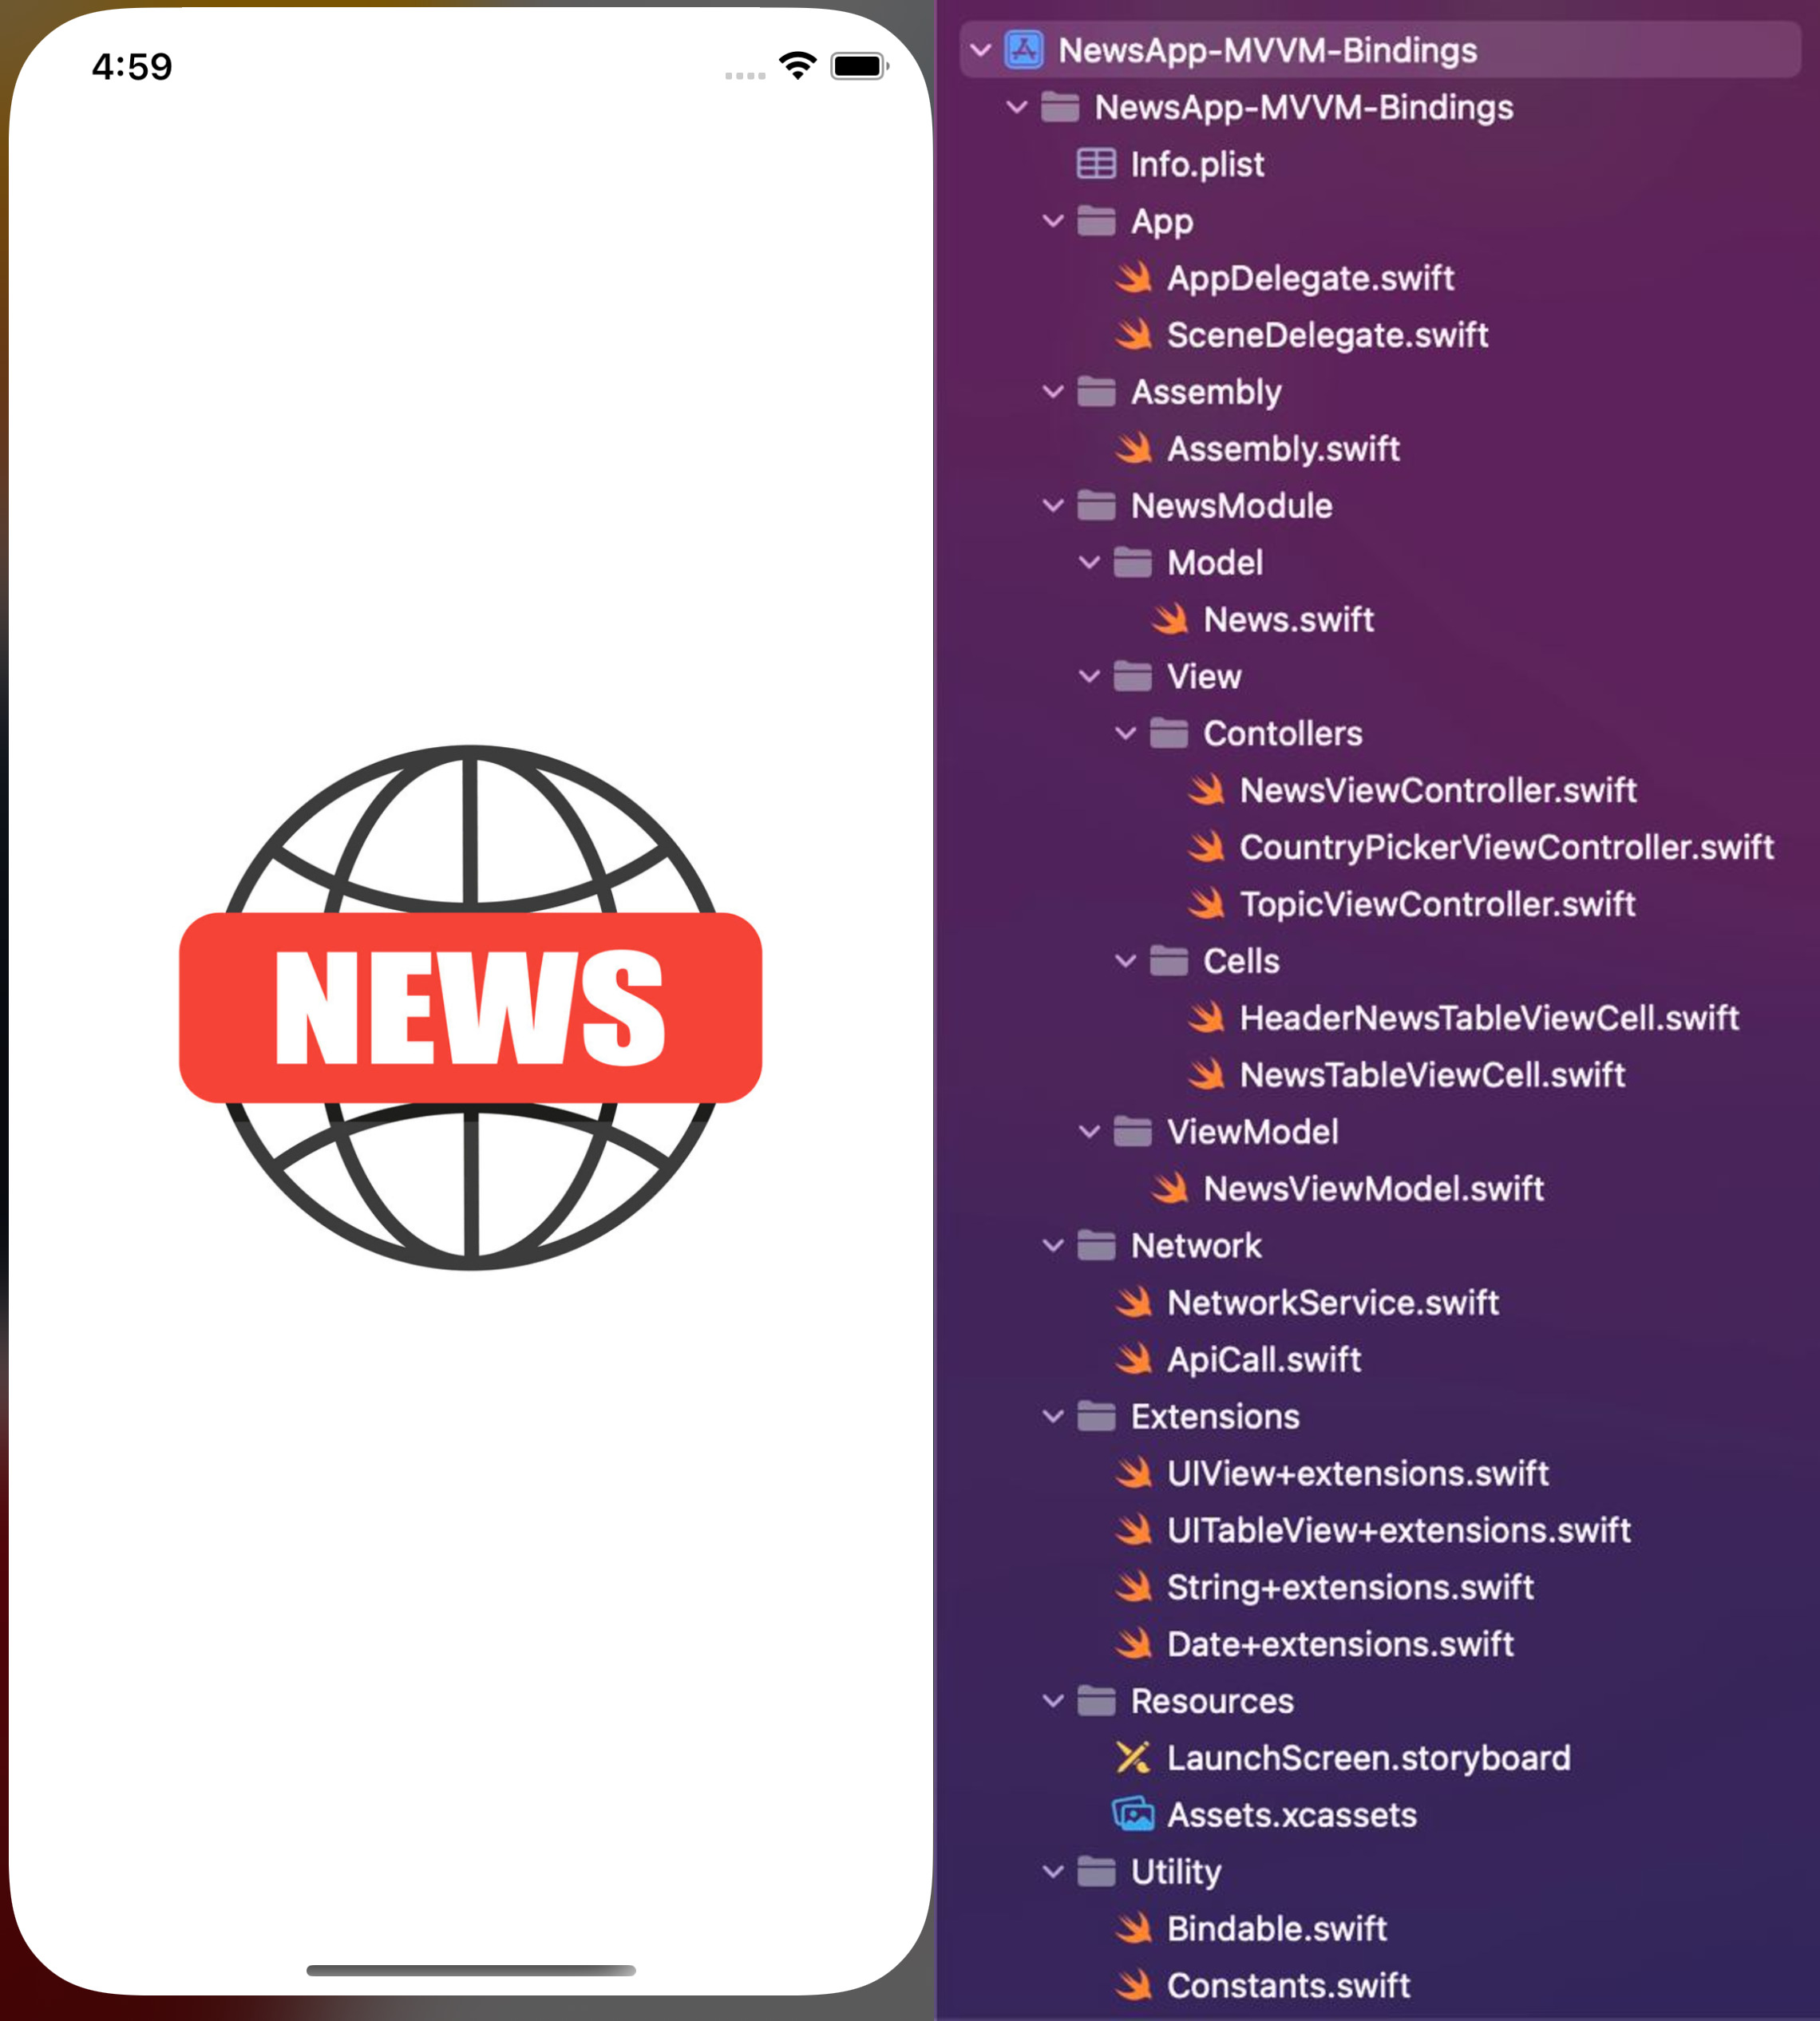 4:59
NEWS
NewsApp-MVVM-Bindings
NewsApp-MVVM-Bindings
Info.plist
App
AppDelegate.swift
SceneDelegate.swift
Assembly
Assembly.swift
NewsModule
Model
News.swift
View
Contollers
NewsViewController.swift
CountryPickerViewController.swift
TopicViewController.swift
Cells
HeaderNewsTableViewCell.swift
NewsTableViewCell.swift
ViewModel
NewsViewModel.swift
Network
NetworkService.swift
ApiCall.swift
Extensions
UIView+extensions.swift
UITableView+extensions.swift
String+extensions.swift
Date+extensions.swift
Resources
LaunchScreen.storyboard
Assets.xcassets
Utility
Bindable.swift
Constants.swift